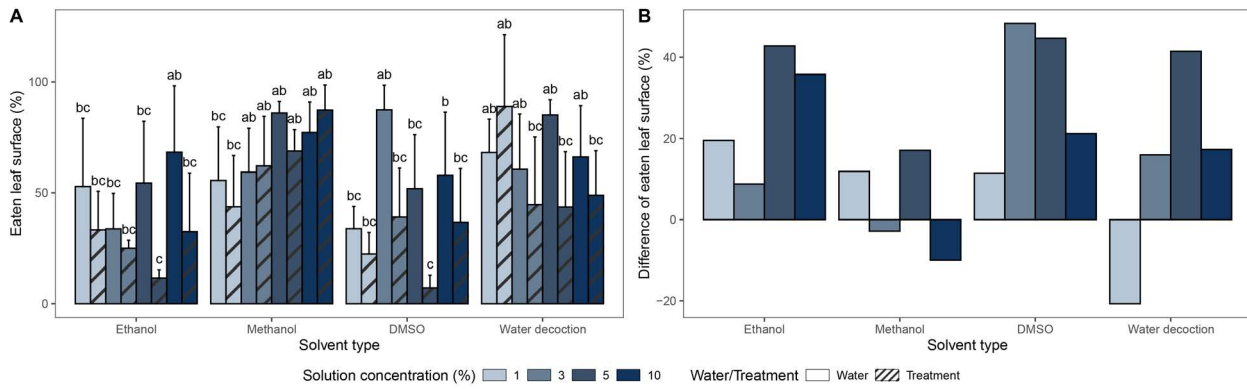 A
Eaten leaf surface (%)
100
50
0
bc bc bc bc bc c ab bc
bc bc ab ab ab bc ab ab
bc bc ab bc bc c b bc
ab ab ab bc ab bc ab bc
Ethanol Methanol DMSO Water decoction
Solvent type
B
Difference of eaten leaf surface (%)
40
20
0
−20
Ethanol Methanol DMSO Water decoction
Solvent type
Solution concentration (%) 1 3 5 10 Water/Treatment Water Treatment